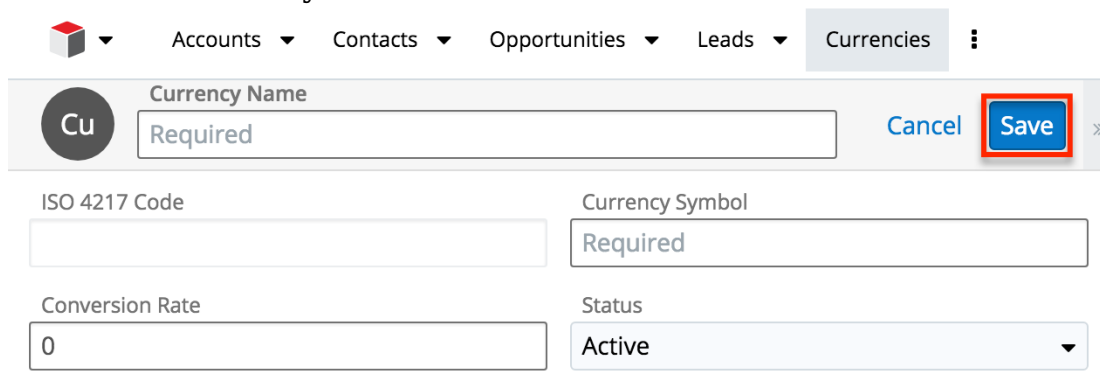 Accounts Contacts Opportunities Leads Currencies
Currency Name
Cu Required Cancel Save »
ISO 4217 Code Currency Symbol
Required
Conversion Rate Status
0 Active